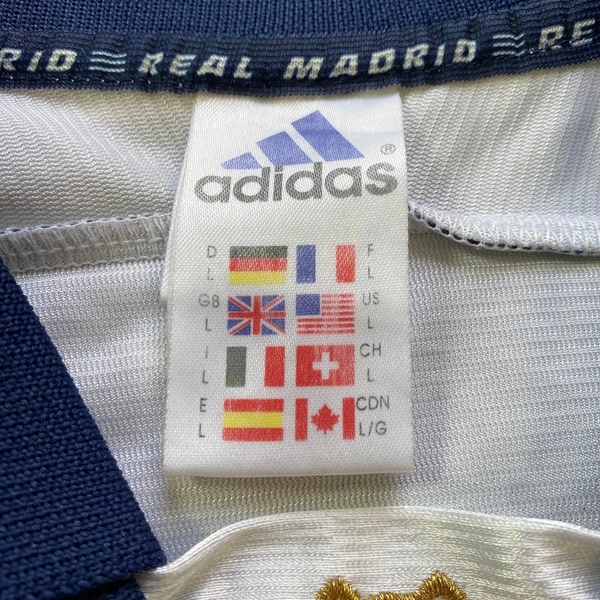 RID REAL MADRID RE
adidas®
D F
L L
GB US
L L
I CH
L L
E CDN
L L/G